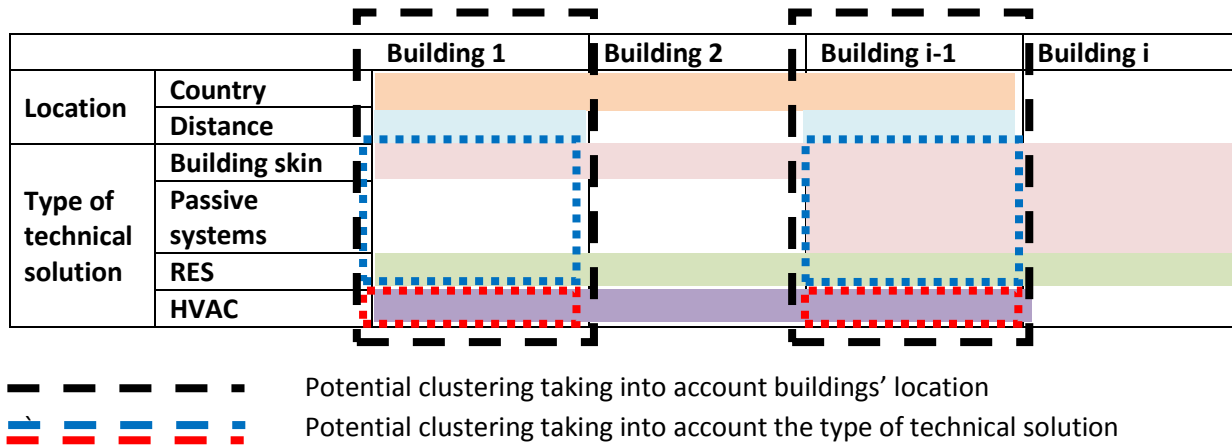 Building 1 Building 2 Building i-1 Building i
Location
Country
Distance
Type of
technical
solution
Building skin
Passive
systems
RES
HVAC
Potential clustering taking into account buildings’ location
`
Potential clustering taking into account the type of technical solution